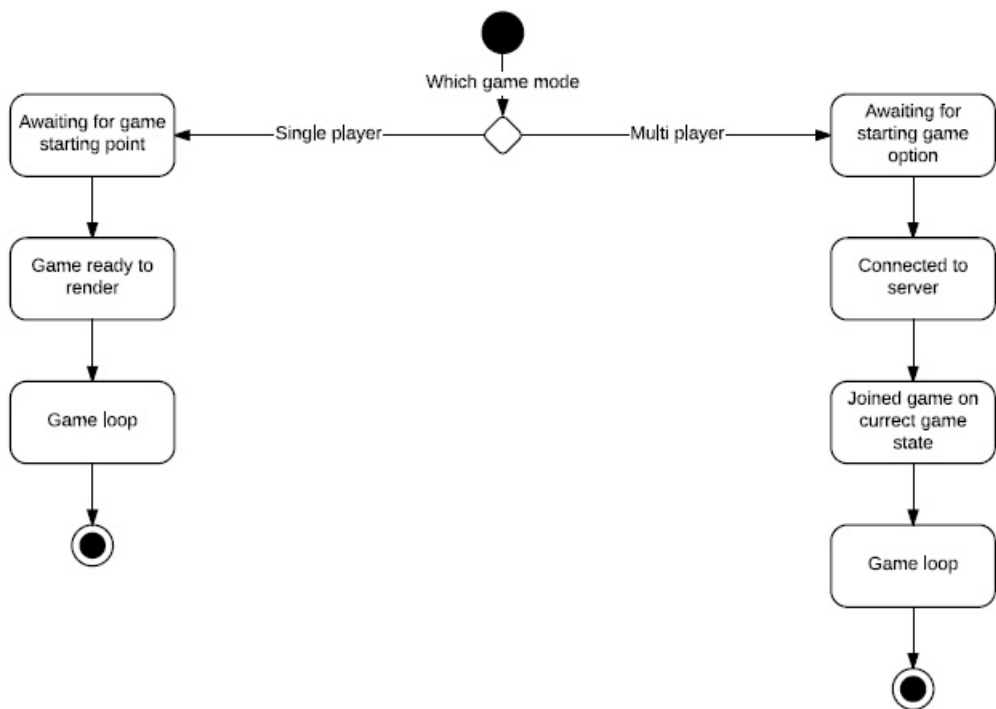 Which game mode
Awaiting for game
starting point
Single player
Multi player
Awaiting for
starting game
option
Game ready to
render
Connected to
server
Game loop
Joined game on
currect game
state
Game loop